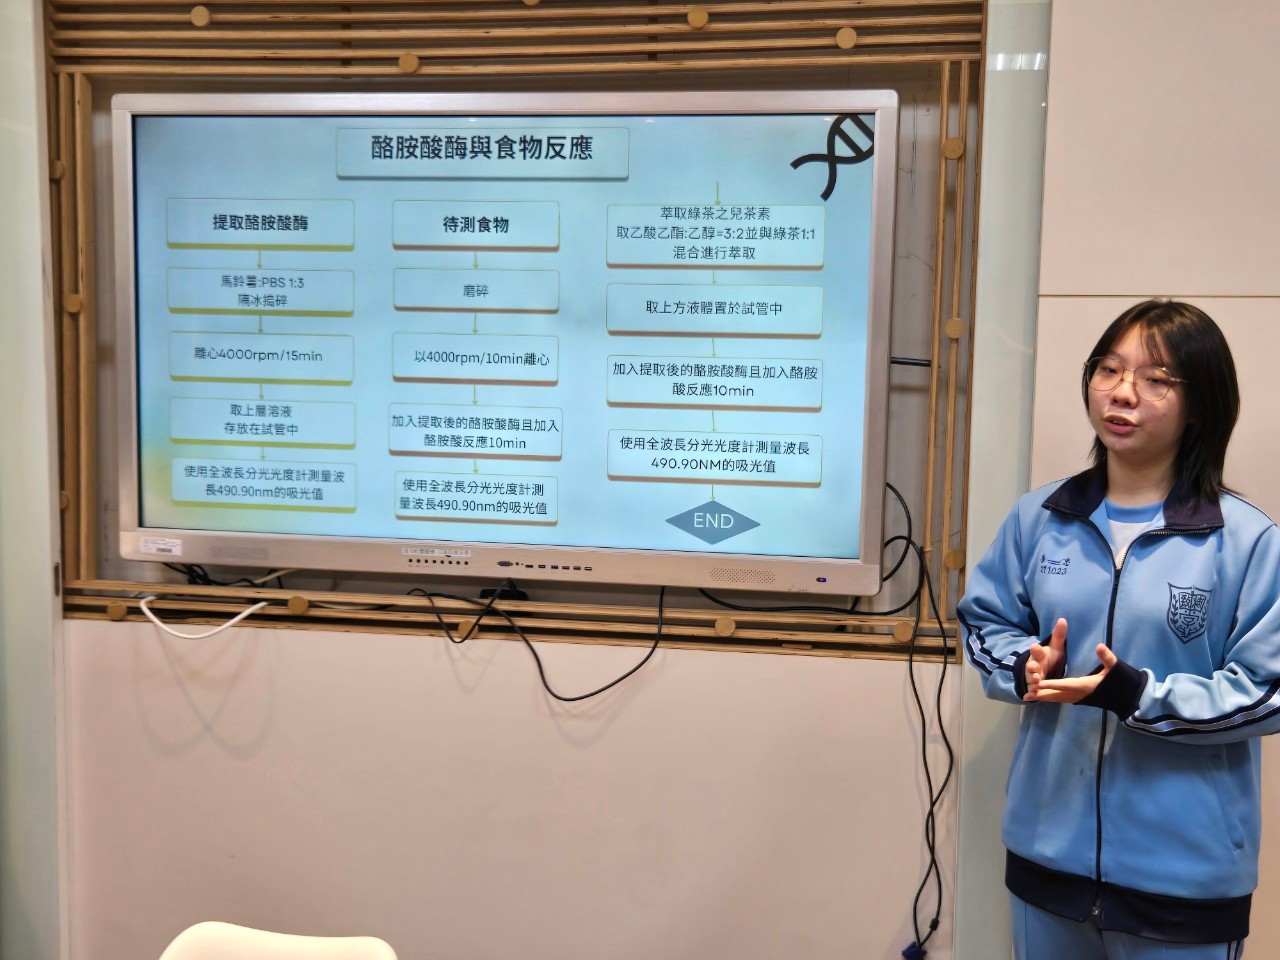 酪胺酸酶與食物反應
提取酪胺酸酶
馬鈴薯:PBS 1:3
隔冰搗碎
離心4000rpm/15min
取上層溶液
存放在試管中
使用全波長分光光度計測量波
長490.90nm的吸光值
待測食物
磨碎
以4000rpm/10min離心
加入提取後的酪胺酸酶且加入
酪胺酸反應10min
使用全波長分光光度計測
量波長490.90nm的吸光值
萃取綠茶之兒茶素
取乙酸乙酯:乙醇=3:2並與綠茶1:1
混合進行萃取
取上方液體置於試管中
加入提取後的酪胺酸酶且加入酪胺
酸反應10min
使用全波長分光光度計測量波長
490.90NM的吸光值
END